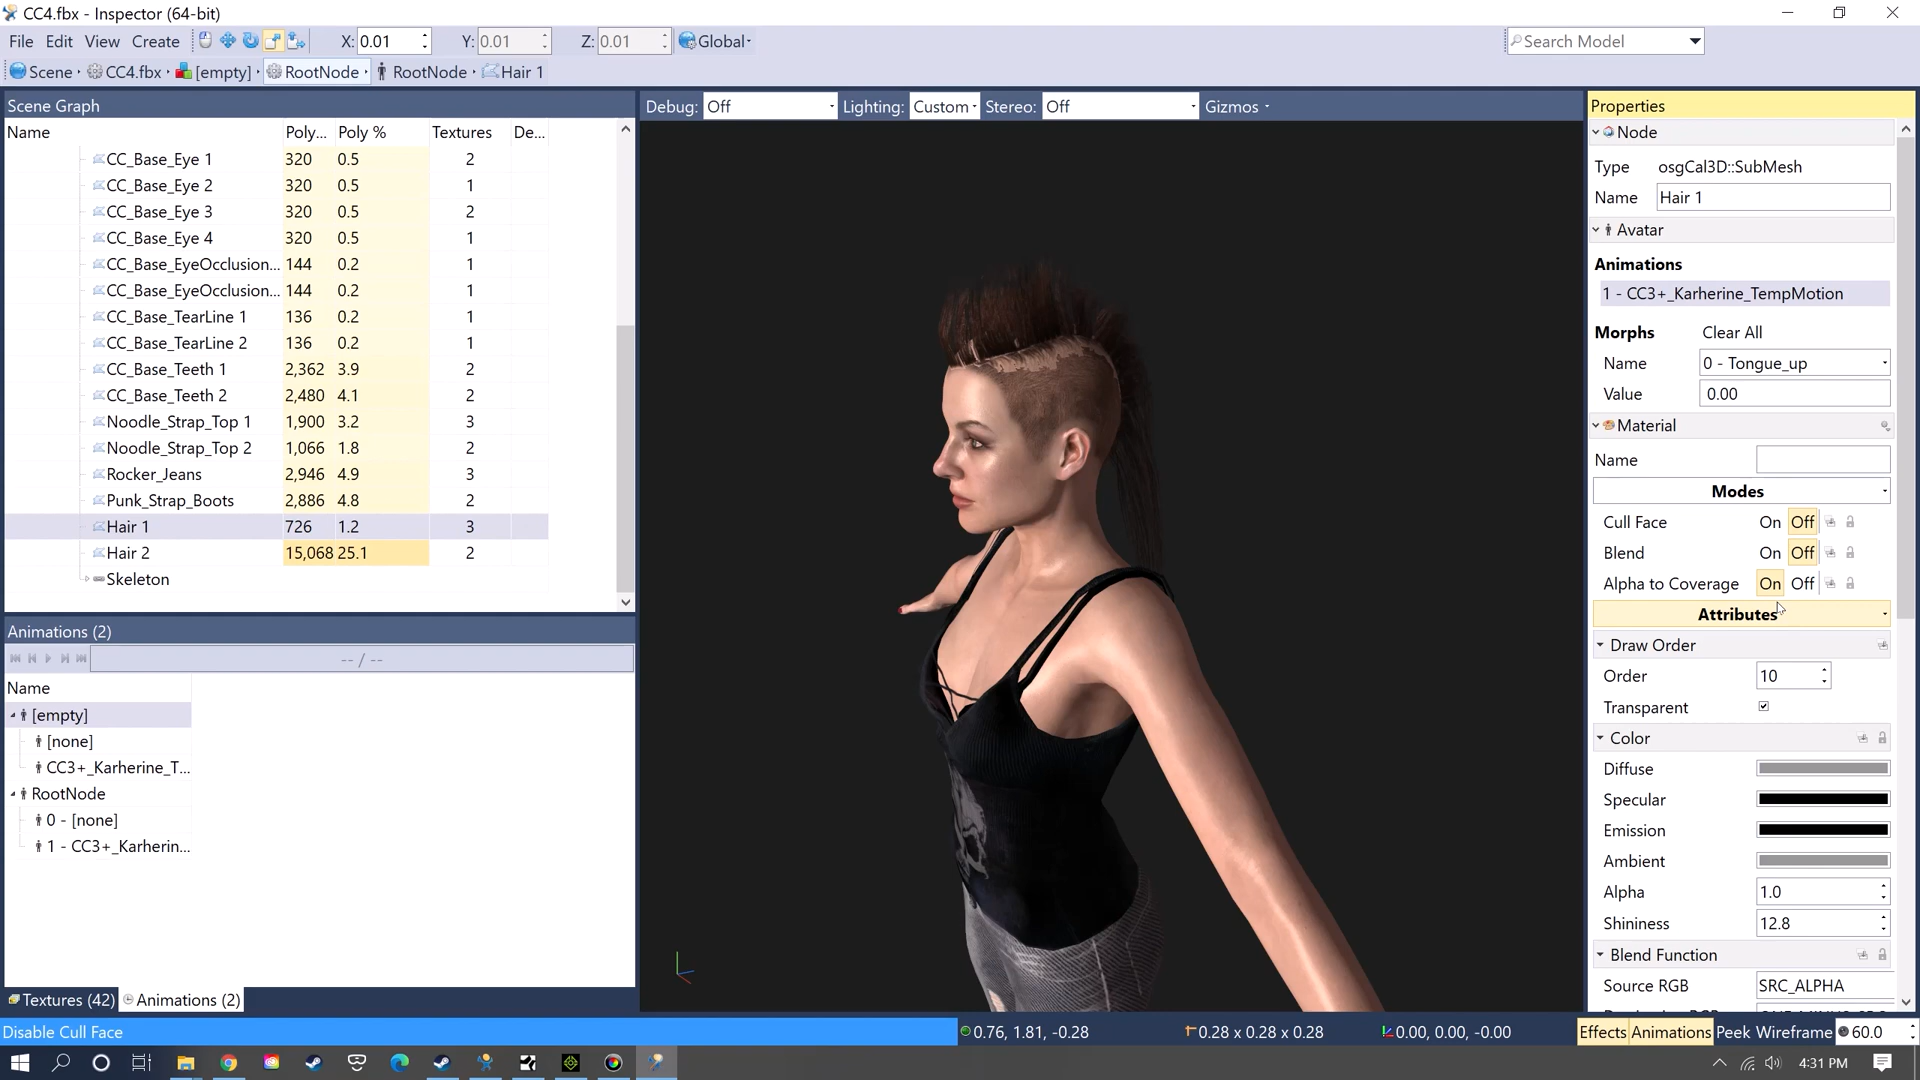 CC4.fbx - Inspector (64-bit)
File Edit View Create X: 0.01 Y: 0.01 Z: 0.01 Global Search Model
Scene CC4.fbx [empty] RootNode RootNode Hair 1
Scene Graph
Name Poly... Poly % Textures De...
CC_Base_Eye 1 320 0.5 2
CC_Base_Eye 2 320 0.5 1
CC_Base_Eye 3 320 0.5 2
CC_Base_Eye 4 320 0.5 1
CC_Base_EyeOcclusion... 144 0.2 1
CC_Base_EyeOcclusion... 144 0.2 1
CC_Base_TearLine 1 136 0.2 1
CC_Base_TearLine 2 136 0.2 1
CC_Base_Teeth 1 2,362 3.9 2
CC_Base_Teeth 2 2,480 4.1 2
Noodle_Strap_Top 1 1,900 3.2 3
Noodle_Strap_Top 2 1,066 1.8 2
Rocker_Jeans 2,946 4.9 3
Punk_Strap_Boots 2,886 4.8 2
Hair 1 726 1.2 3
Hair 2 15,068 25.1 2
Skeleton
Animations (2)
-- / --
Name
[empty]
[none]
CC3+_Karherine_T...
RootNode
0 - [none]
1 - CC3+_Karherin...
Textures (42) Animations (2)
Debug: Off Lighting: Custom Stereo: Off Gizmos
Properties
Node
Type osgCal3D::SubMesh
Name Hair 1
Avatar
Animations
1 - CC3+_Karherine_TempMotion
Morphs Clear All
Name 0 - Tongue_up
Value 0.00
Material
Name
Modes
Cull Face On Off
Blend On Off
Alpha to Coverage On Off
Attributes
Draw Order
Order 10
Transparent
Color
Diffuse
Specular
Emission
Ambient
Alpha 1.0
Shininess 12.8
Blend Function
Source RGB SRC_ALPHA
Disable Cull Face 0.76, 1.81, -0.28 0.28 x 0.28 x 0.28 0.00, 0.00, -0.00 Effects Animations Peek Wireframe 60.0
4:31 PM